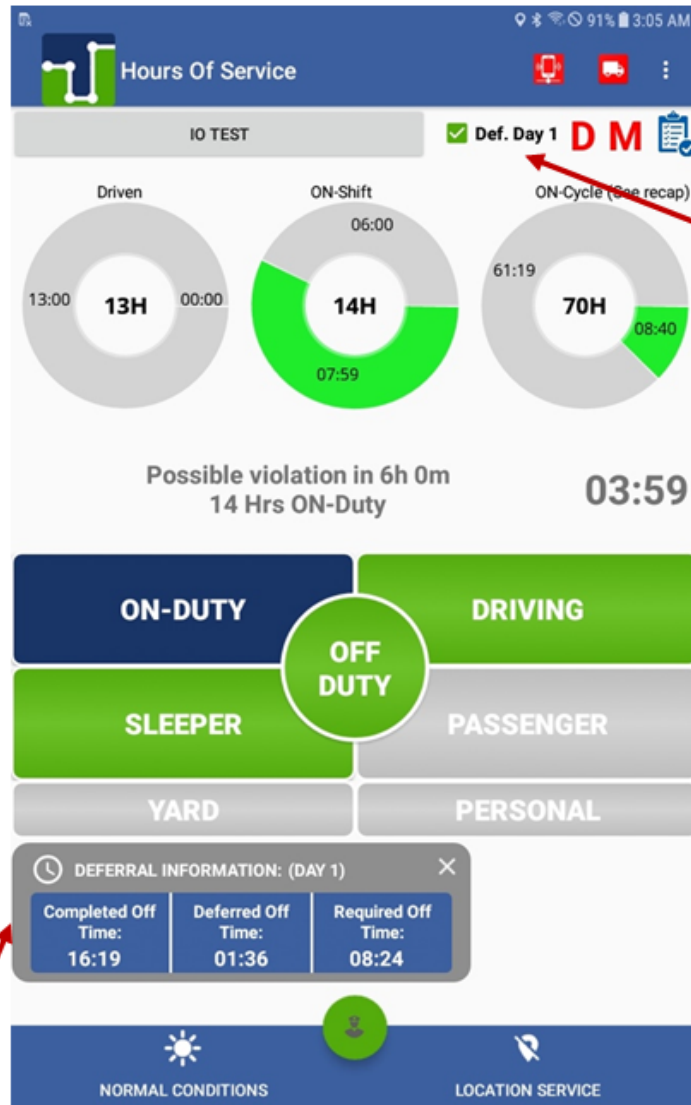 91% 3:05 AM
Hours Of Service
IO TEST
Def. Day 1 D M
Driven
ON-Shift
ON-Cycle (See recap)
13:00
13H
00:00
06:00
14H
07:59
61:19
70H
08:40
Possible violation in 6h 0m
14 Hrs ON-Duty
03:59
ON-DUTY
DRIVING
OFF
DUTY
SLEEPER
PASSENGER
YARD
PERSONAL
DEFERRAL INFORMATION: (DAY 1)
Completed Off
Time:
16:19
Deferred Off
Time:
01:36
Required Off
Time:
08:24
NORMAL CONDITIONS
LOCATION SERVICE